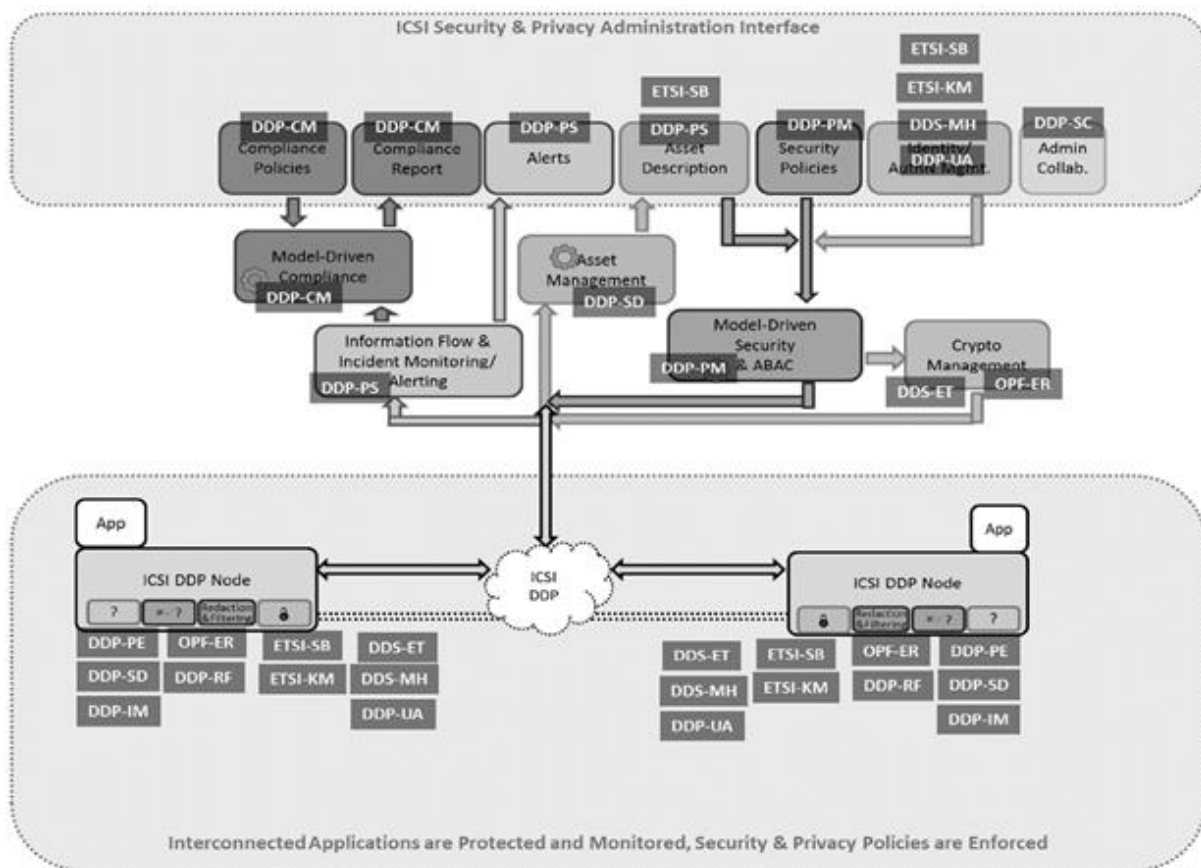 ICSI Security & Privacy Administration Interface
ETSI-SB
ETSI-SB
ETSI-KM
DDP-CM
DDP-CM
DDP-PS
DDP-PS
DDP-PM
DDS-MH
DDP-SC
Compliance
Policies
Compliance
Report
Alerts
Asset
Description
Security
Policies
Identity/
DDP-UA
AuthN Mgmt.
Admin
Collab.
Model-Driven
Compliance
DDP-CM
Asset
Management
DDP-SD
Information Flow &
Incident Monitoring/
Alerting
DDP-PS
Model-Driven
Security
& ABAC
DDP-PM
Crypto
Management
DDS-ET
OPF-ER
App
App
ICSI DDP Node
?
?
Redaction
&Filtering
ICSI
DDP
ICSI DDP Node
Redaction
&Filtering
?
?
DDP-PE
OPF-ER
ETSI-SB
DDS-ET
DDP-SD
DDP-RF
ETSI-KM
DDS-MH
DDP-IM
DDP-UA
DDS-ET
ETSI-SB
OPF-ER
DDP-PE
DDS-MH
ETSI-KM
DDP-RF
DDP-SD
DDP-UA
DDP-IM
Interconnected Applications are Protected and Monitored, Security & Privacy Policies are Enforced